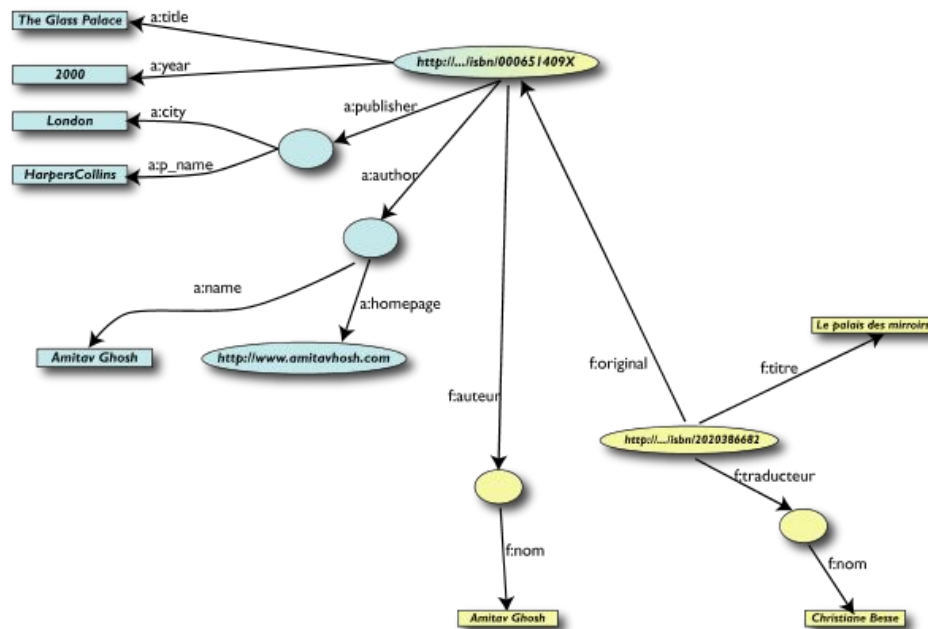 The Glass Palace
a:title
http://.../isbn/000651409X
2000
a:year
London
a:city
a:publisher
HarpersCollins
a:p_name
a:author
a:name
a:homepage
Amitav Ghosh
http://www.amitavhosh.com
Le palais des mirroirs
f:original
f:titre
f:auteur
http://.../isbn/2020386682
f:traducteur
f:nom
f:nom
Amitav Ghosh
Christiane Besse